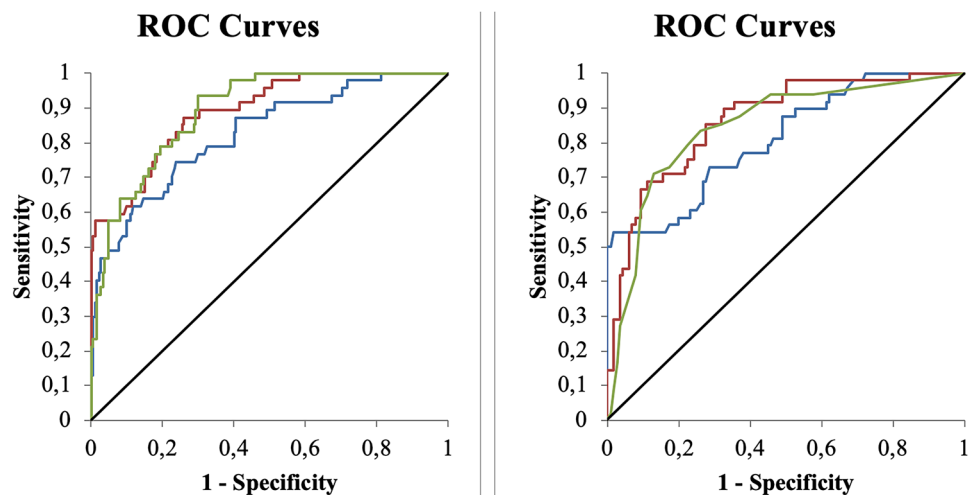 ROC Curves
Sensitivity
1
0,9
0,8
0,7
0,6
0,5
0,4
0,3
0,2
0,1
0
0 0,2 0,4 0,6 0,8 1
1 - Specificity
ROC Curves
Sensitivity
1
0,9
0,8
0,7
0,6
0,5
0,4
0,3
0,2
0,1
0
0 0,2 0,4 0,6 0,8 1
1 - Specificity